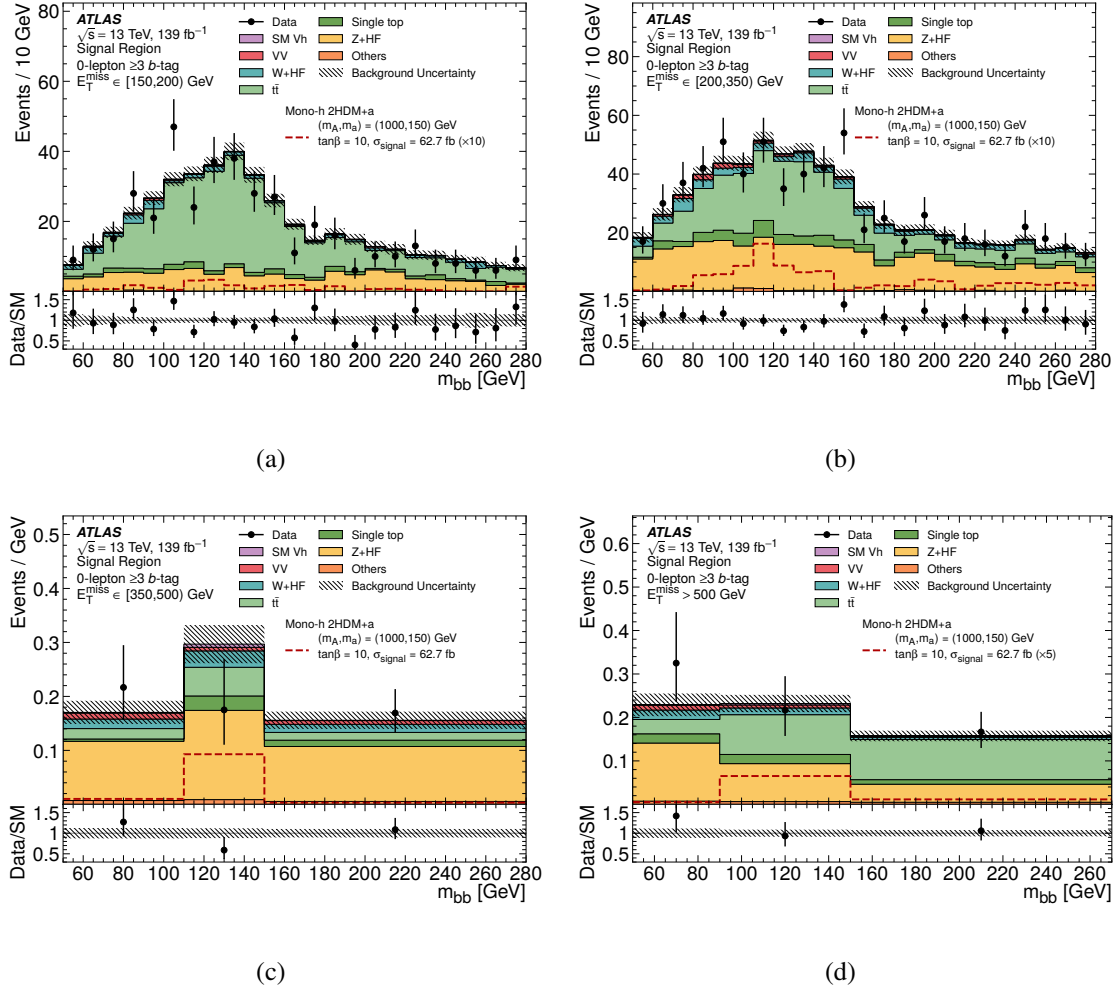 Events / 10 GeV
80
60
40
20
ATLAS
√s = 13 TeV, 139 fb⁻¹
Signal Region
0-lepton ≥3 b-tag
E_T^miss ∈ [150,200) GeV
Data
SM Vh
VV
W+HF
tt̄
Single top
Z+HF
Others
Background Uncertainty
Mono-h 2HDM+a
(m_A,m_a) = (1000,150) GeV
tanβ = 10, σ_signal = 62.7 fb (×10)
Data/SM
1.5
1
0.5
60 80 100 120 140 160 180 200 220 240 260 280
m_bb [GeV]
(a)
Events / 10 GeV
100
80
60
40
20
ATLAS
√s = 13 TeV, 139 fb⁻¹
Signal Region
0-lepton ≥3 b-tag
E_T^miss ∈ [200,350) GeV
Data
SM Vh
VV
W+HF
tt̄
Single top
Z+HF
Others
Background Uncertainty
Mono-h 2HDM+a
(m_A,m_a) = (1000,150) GeV
tanβ = 10, σ_signal = 62.7 fb (×10)
Data/SM
1.5
1
0.5
60 80 100 120 140 160 180 200 220 240 260 280
m_bb [GeV]
(b)
Events / GeV
0.5
0.4
0.3
0.2
0.1
ATLAS
√s = 13 TeV, 139 fb⁻¹
Signal Region
0-lepton ≥3 b-tag
E_T^miss ∈ [350,500) GeV
Data
SM Vh
VV
W+HF
tt̄
Single top
Z+HF
Others
Background Uncertainty
Mono-h 2HDM+a
(m_A,m_a) = (1000,150) GeV
tanβ = 10, σ_signal = 62.7 fb
Data/SM
1.5
1
0.5
60 80 100 120 140 160 180 200 220 240 260 280
m_bb [GeV]
(c)
Events / GeV
0.6
0.5
0.4
0.3
0.2
0.1
ATLAS
√s = 13 TeV, 139 fb⁻¹
Signal Region
0-lepton ≥3 b-tag
E_T^miss > 500 GeV
Data
SM Vh
VV
W+HF
tt̄
Single top
Z+HF
Others
Background Uncertainty
Mono-h 2HDM+a
(m_A,m_a) = (1000,150) GeV
tanβ = 10, σ_signal = 62.7 fb (×5)
Data/SM
1.5
1
0.5
60 80 100 120 140 160 180 200 220 240 260
m_bb [GeV]
(d)